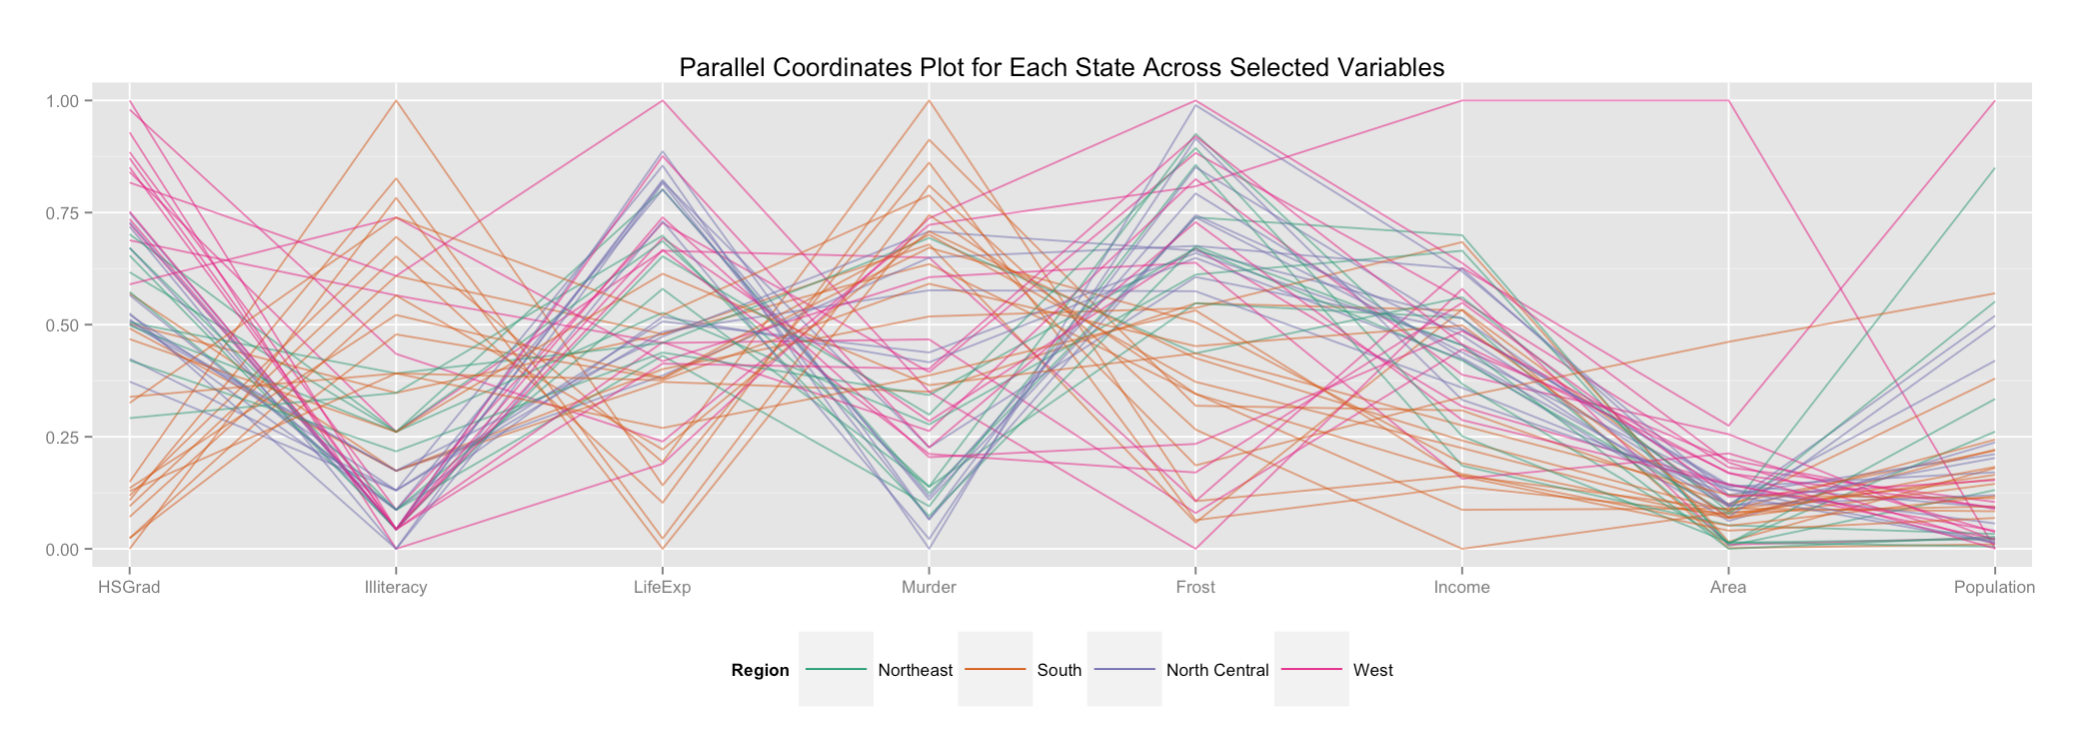 Parallel Coordinates Plot for Each State Across Selected Variables
1.00
0.75
0.50
0.25
0.00
HSGrad Illiteracy LifeExp Murder Frost Income Area Population
Region Northeast South North Central West